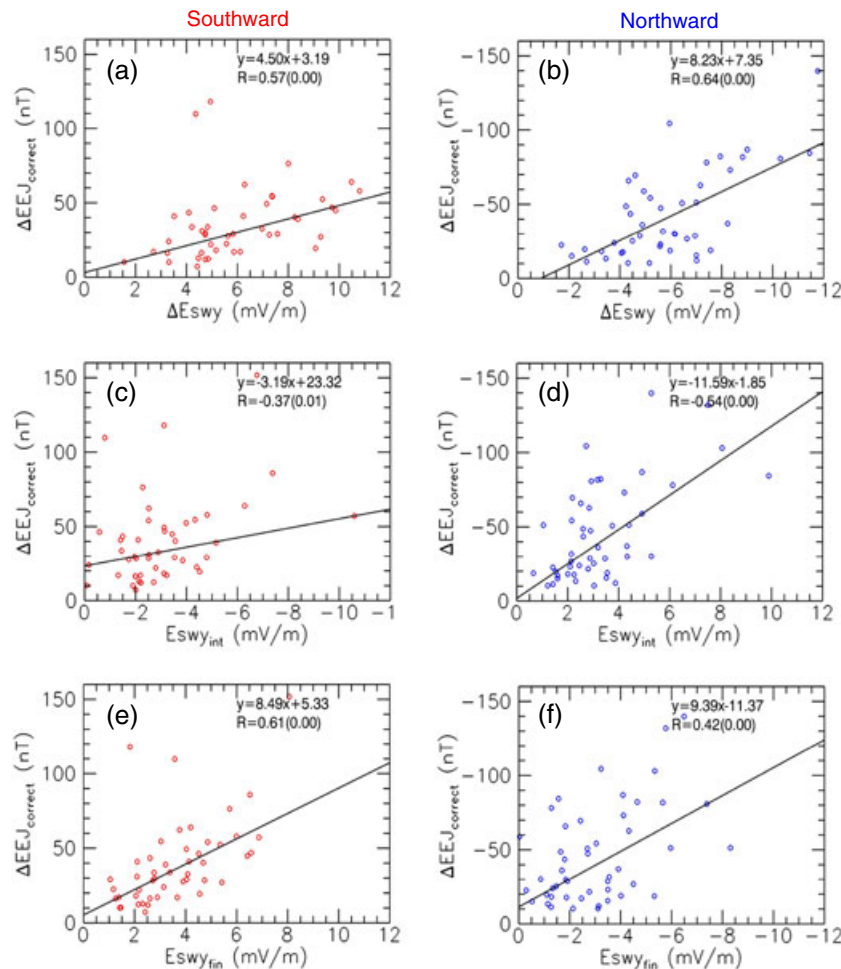 Southward
Northward
(a)
y=4.50x+3.19
R=0.57(0.00)
150
100
50
0
ΔEEJcorrect (nT)
0 2 4 6 8 10 12
ΔEswy (mV/m)
(b)
y=8.23x+7.35
R=0.64(0.00)
−150
−100
−50
0
ΔEEJcorrect (nT)
0 −2 −4 −6 −8 −10 −12
ΔEswy (mV/m)
(c)
y=-3.19x+23.32
R=-0.37(0.01)
150
100
50
0
ΔEEJcorrect (nT)
0 −2 −4 −6 −8 −10 −1
Eswyint (mV/m)
(d)
y=-11.59x-1.85
R=-0.54(0.00)
−150
−100
−50
0
ΔEEJcorrect (nT)
0 2 4 6 8 10 12
Eswyint (mV/m)
(e)
y=8.49x+5.33
R=0.61(0.00)
150
100
50
0
ΔEEJcorrect (nT)
0 2 4 6 8 10 12
Eswyfin (mV/m)
(f)
y=9.39x-11.37
R=0.42(0.00)
−150
−100
−50
0
ΔEEJcorrect (nT)
0 −2 −4 −6 −8 −10 −12
Eswyfin (mV/m)